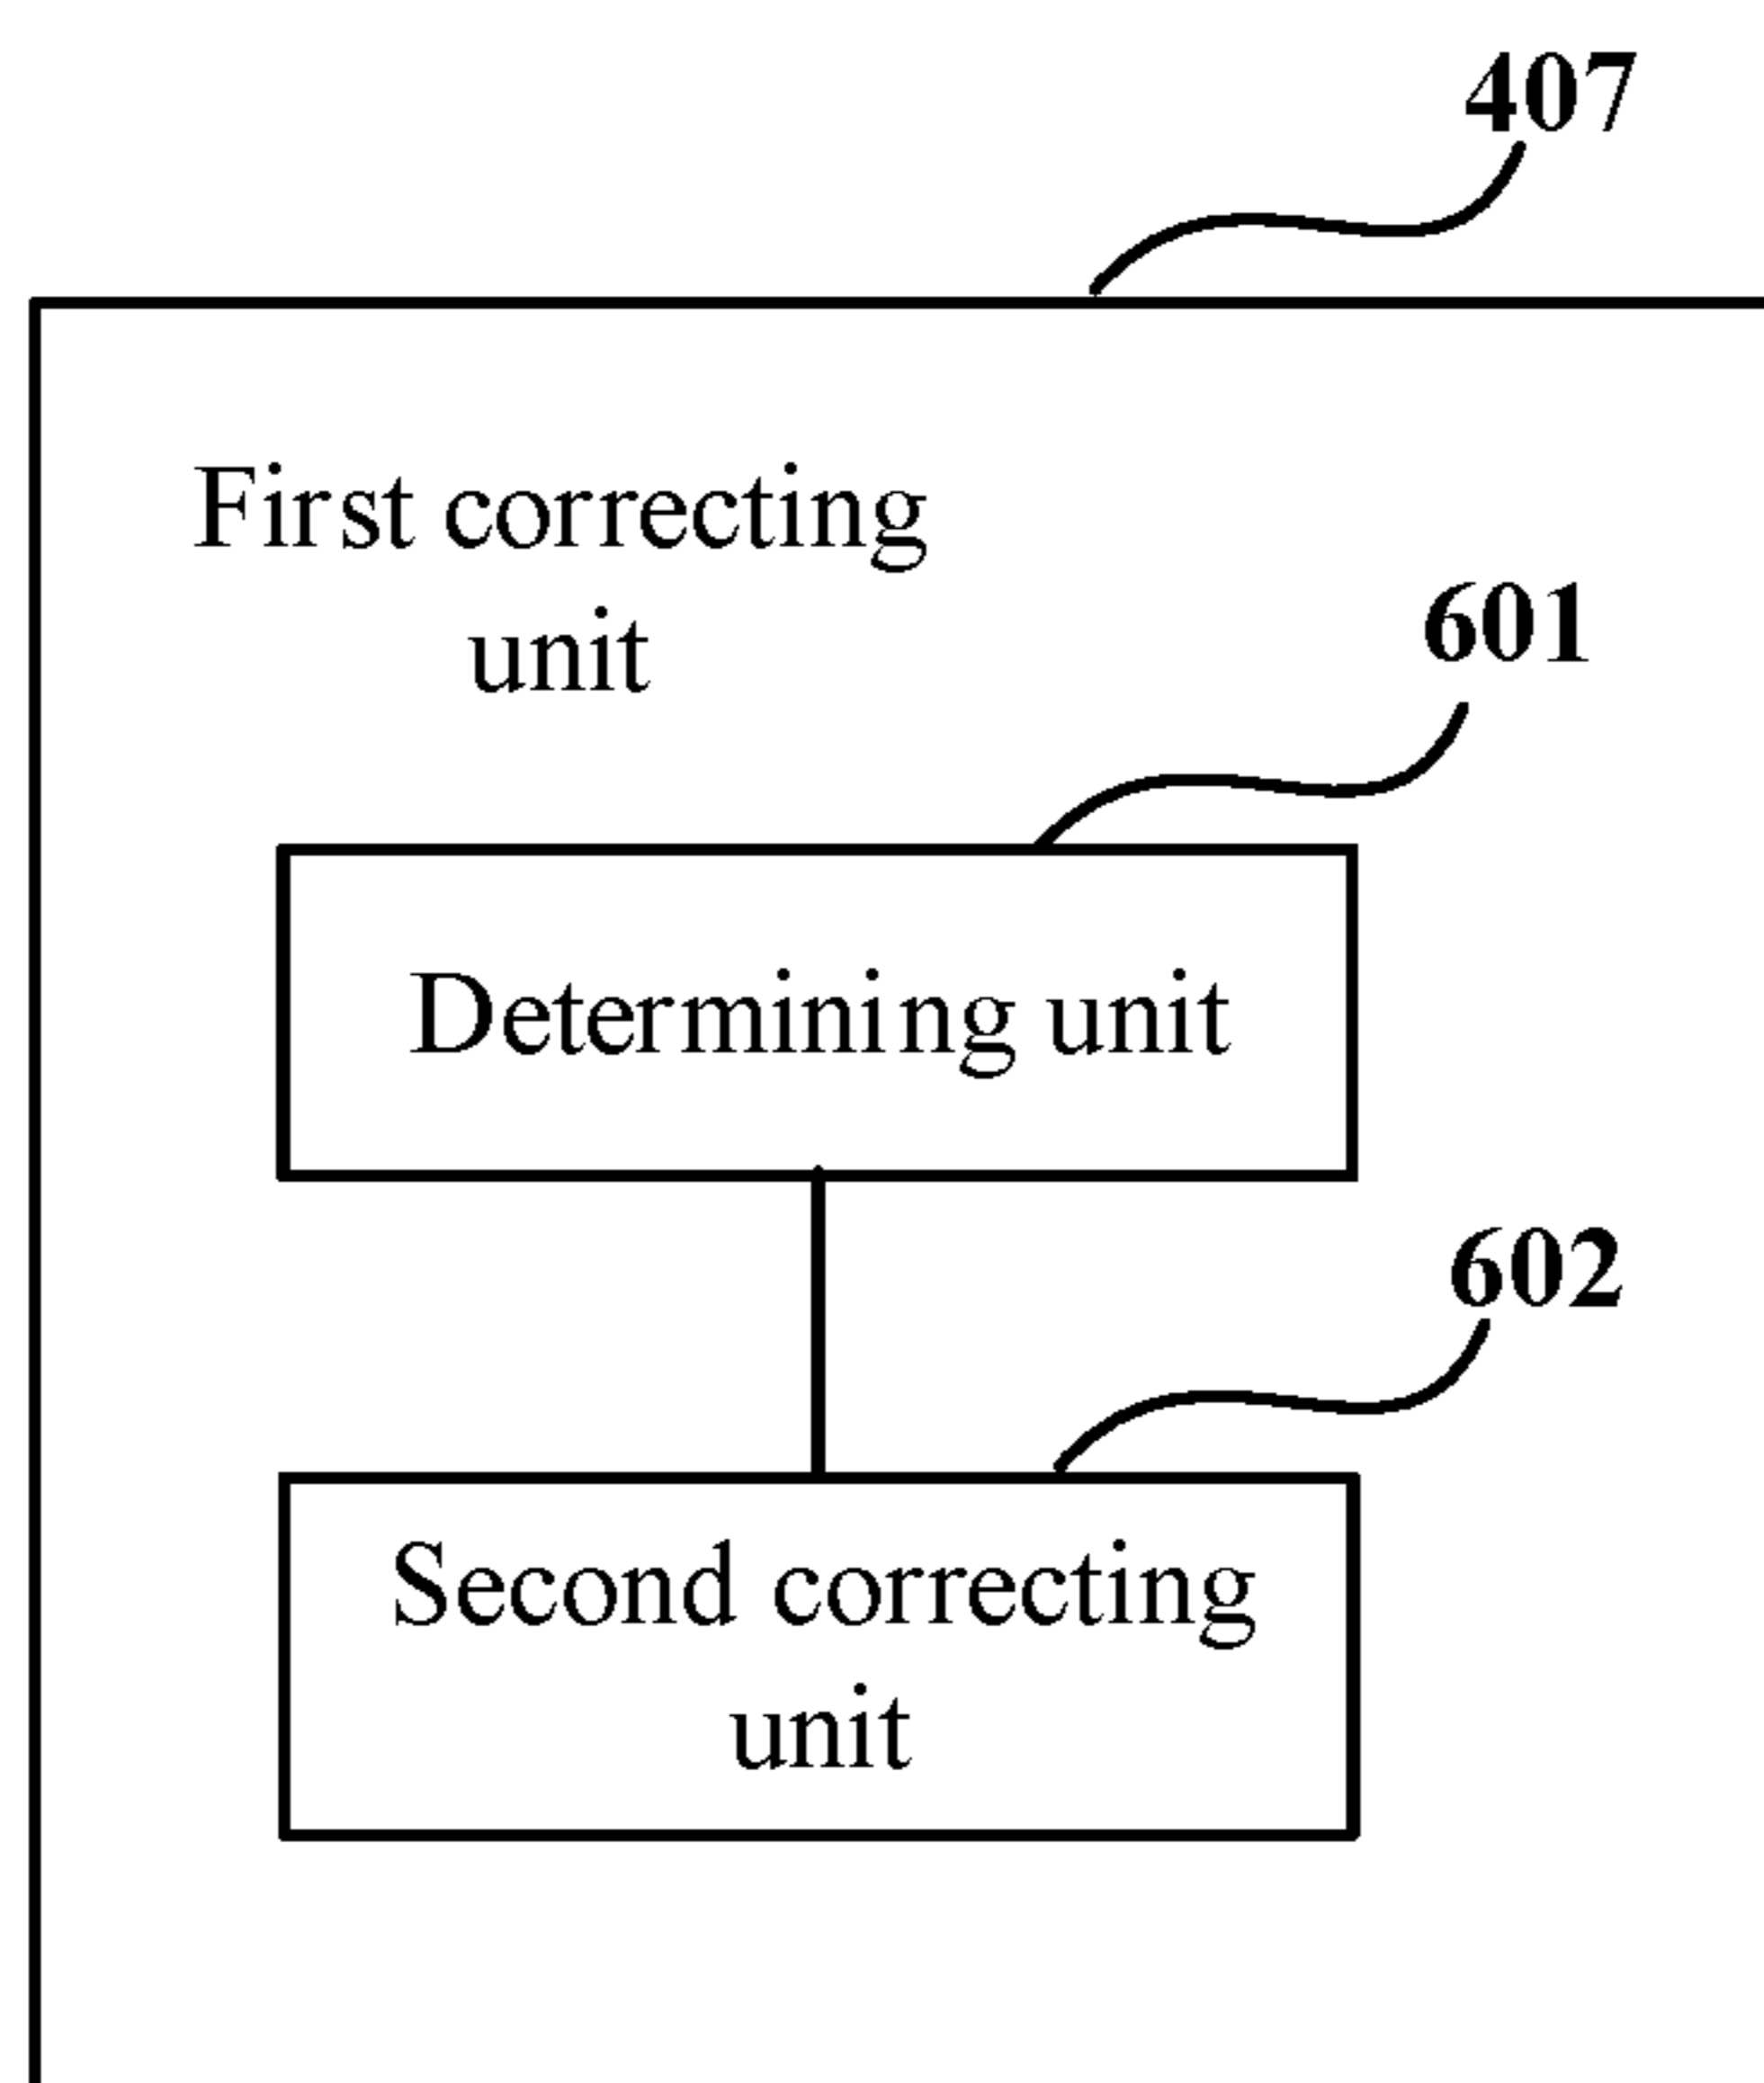 407
First correcting
unit
601
Determining unit
602
Second correcting
unit